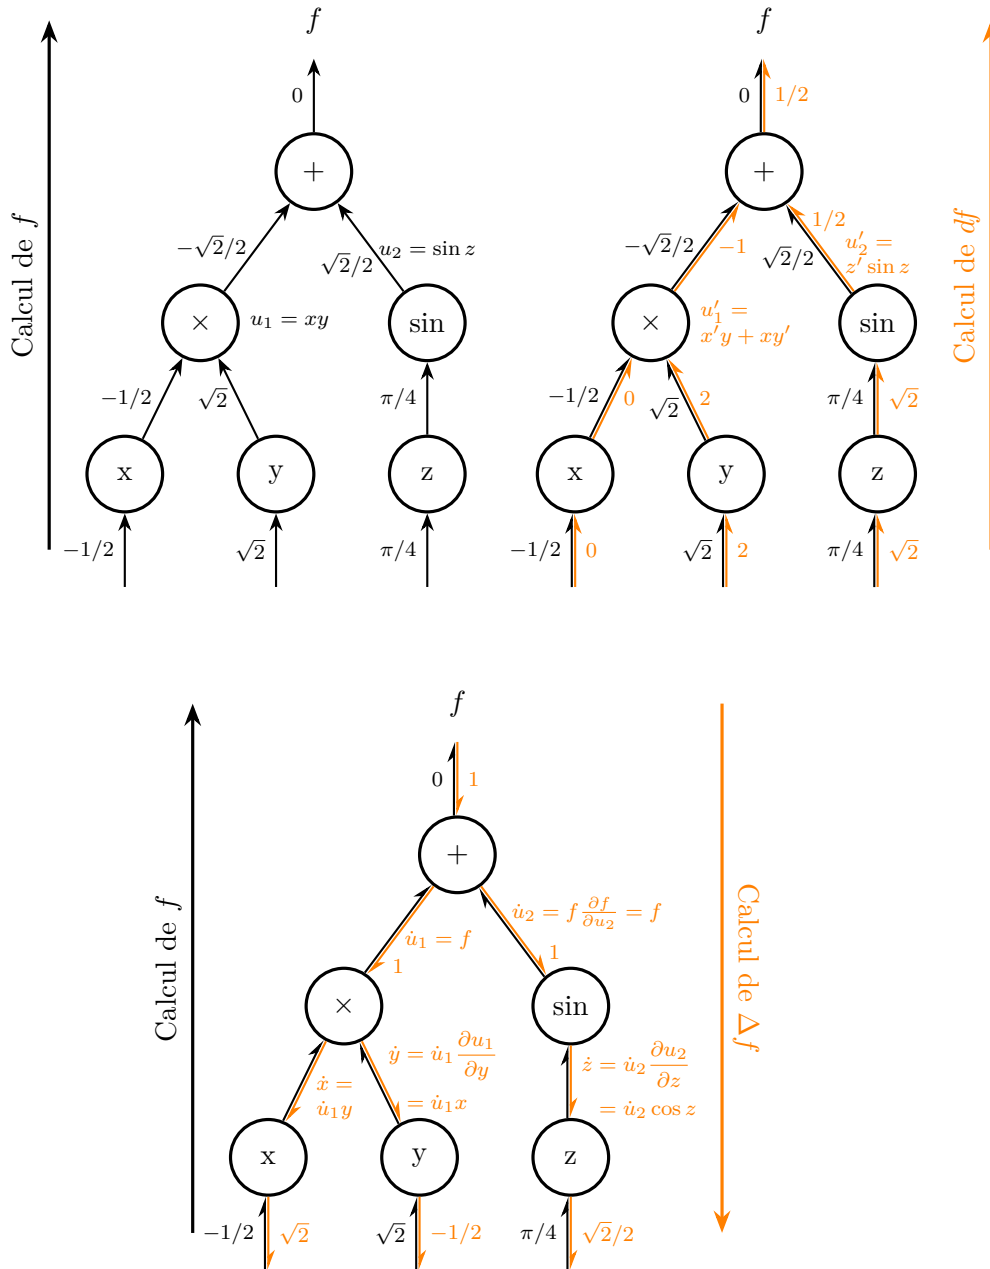 f
0
+
Calcul de f
−√2/2
√2/2
u₂ = sin z
×
u₁ = xy
sin
−1/2
√2
π/4
x
y
z
−1/2
√2
π/4
f
0
1/2
+
Calcul de df
−√2/2
−1
√2/2
1/2
u′₂ =
z′ sin z
×
u′₁ =
x′y + xy′
sin
−1/2
0
√2
2
π/4
√2
x
y
z
−1/2
0
√2
2
π/4
√2
f
0
1
+
Calcul de f
Calcul de Δf
u̇₁ = f
1
u̇₂ = f ∂f/∂u₂ = f
1
×
sin
ẋ =
u̇₁y
ẏ = u̇₁ ∂u₁/∂y
= u̇₁x
ż = u̇₂ ∂u₂/∂z
= u̇₂ cos z
x
y
z
−1/2
√2
√2
−1/2
π/4
√2/2